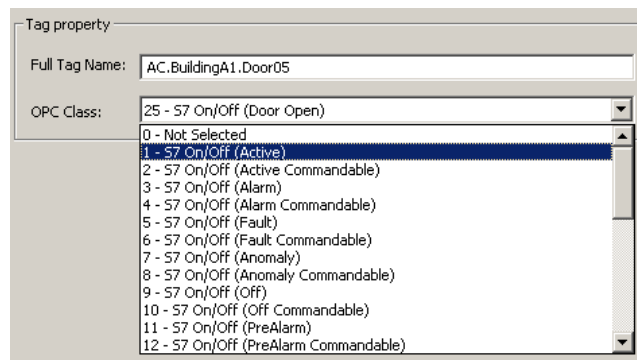 Tag property
Full Tag Name: AC.BuildingA1.Door05
OPC Class: 25 - S7 On/Off (Door Open)
0 - Not Selected
1 - S7 On/Off (Active)
2 - S7 On/Off (Active Commandable)
3 - S7 On/Off (Alarm)
4 - S7 On/Off (Alarm Commandable)
5 - S7 On/Off (Fault)
6 - S7 On/Off (Fault Commandable)
7 - S7 On/Off (Anomaly)
8 - S7 On/Off (Anomaly Commandable)
9 - S7 On/Off (Off)
10 - S7 On/Off (Off Commandable)
11 - S7 On/Off (PreAlarm)
12 - S7 On/Off (PreAlarm Commandable)